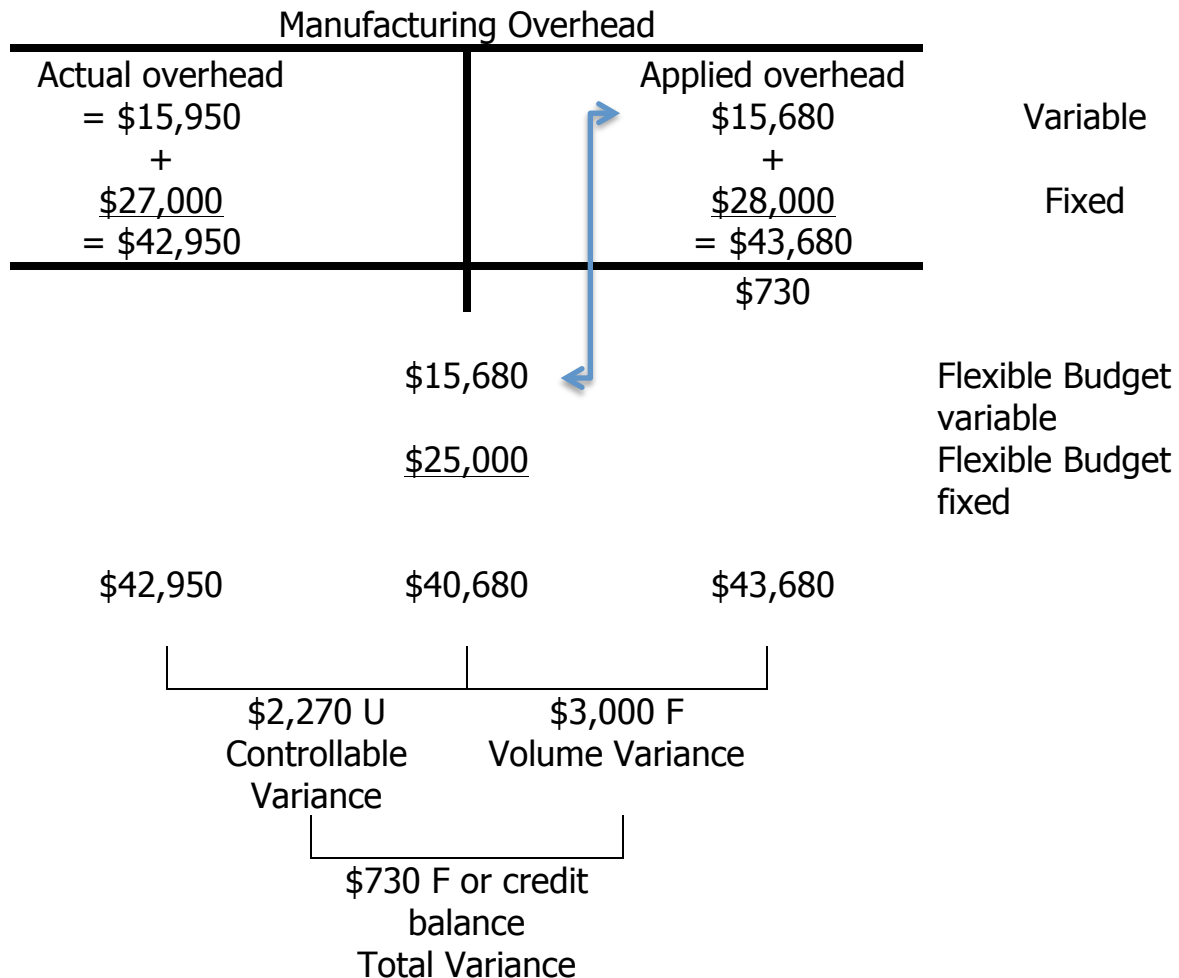 Manufacturing Overhead
Actual overhead Applied overhead
= $15,950 $15,680 Variable
+ +
$27,000 $28,000 Fixed
= $42,950 = $43,680
$730
$15,680 Flexible Budget
variable
$25,000 Flexible Budget
fixed
$42,950 $40,680 $43,680
$2,270 U $3,000 F
Controllable Volume Variance
Variance
$730 F or credit
balance
Total Variance